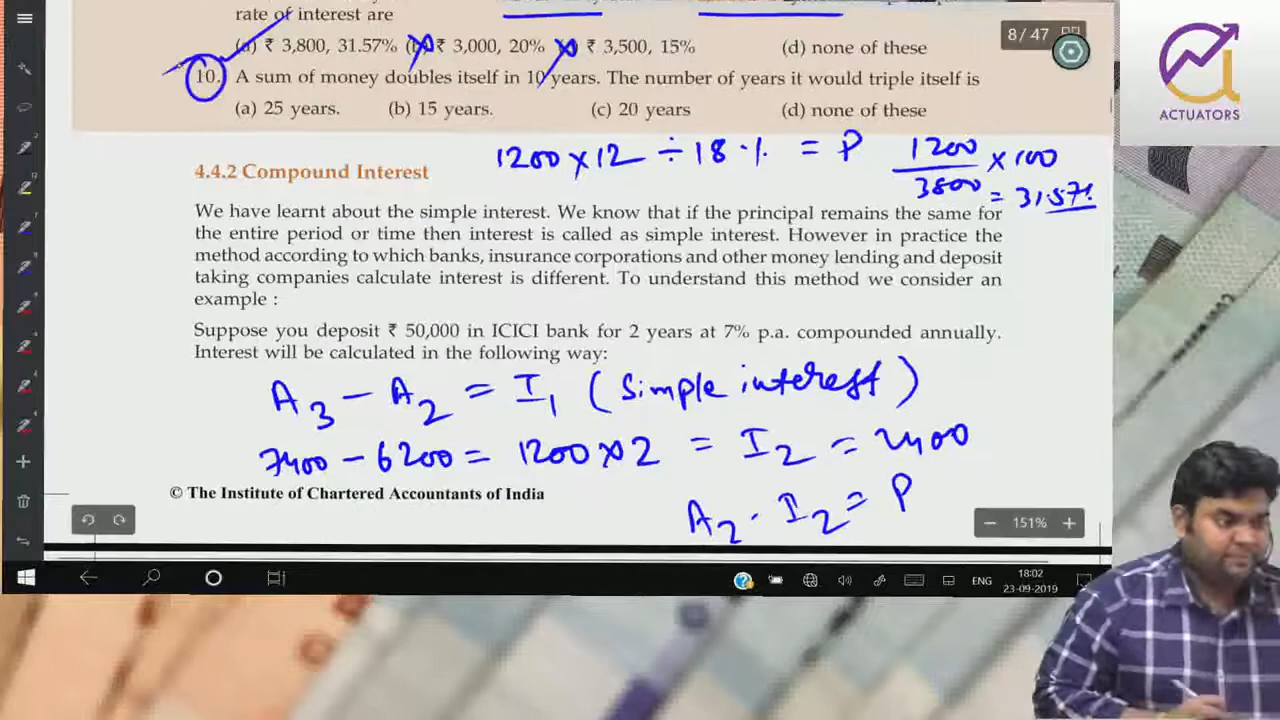 rate of interest are
(a) ₹ 3,800, 31.57% (b) ₹ 3,000, 20% ₹ 3,500, 15% (d) none of these
8 / 47
10. A sum of money doubles itself in 10 years. The number of years it would triple itself is
(a) 25 years. (b) 15 years. (c) 20 years (d) none of these
ACTUATORS
1200 × 12 ÷ 18 % = P 1200/3800 × 100 = 31.57%
4.4.2 Compound Interest
We have learnt about the simple interest. We know that if the principal remains the same for
the entire period or time then interest is called as simple interest. However in practice the
method according to which banks, insurance corporations and other money lending and deposit
taking companies calculate interest is different. To understand this method we consider an
example :
Suppose you deposit ₹ 50,000 in ICICI bank for 2 years at 7% p.a. compounded annually.
Interest will be calculated in the following way:
A3 – A2 = I1 (Simple interest)
7400 – 6200 = 1200 × 2 = I2 = 2400
© The Institute of Chartered Accountants of India
A2 - I2 = P
151%
ENG
18:02
23-09-2019